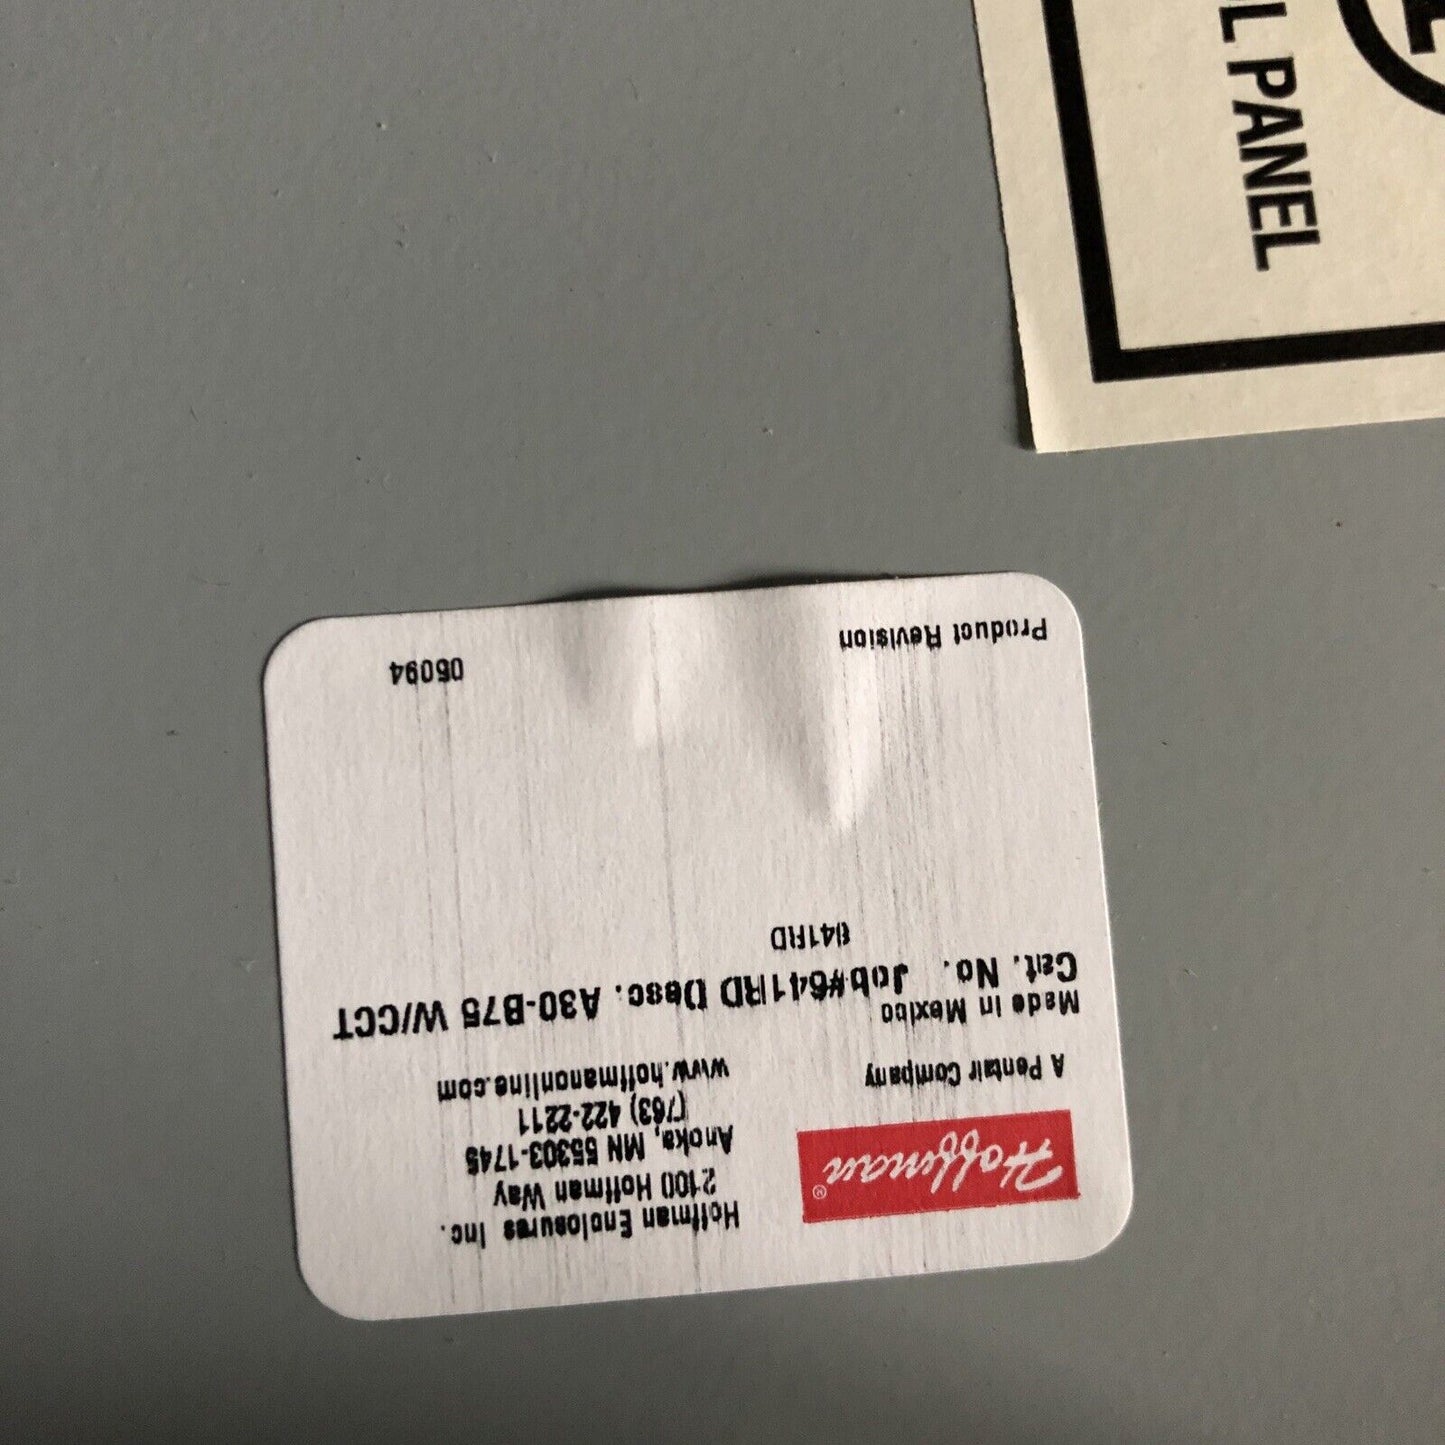 Hoffman®
A Pentair Company
Hoffman Enclosures Inc.
2100 Hoffman Way
Anoka, MN 55303-1745
(763) 422-2211
www.hoffmanonline.com
Made in Mexico
Cat. No. Job#641RD Desc. A30-B75 W/CCT
641RD
Product Revision
05094
PANEL